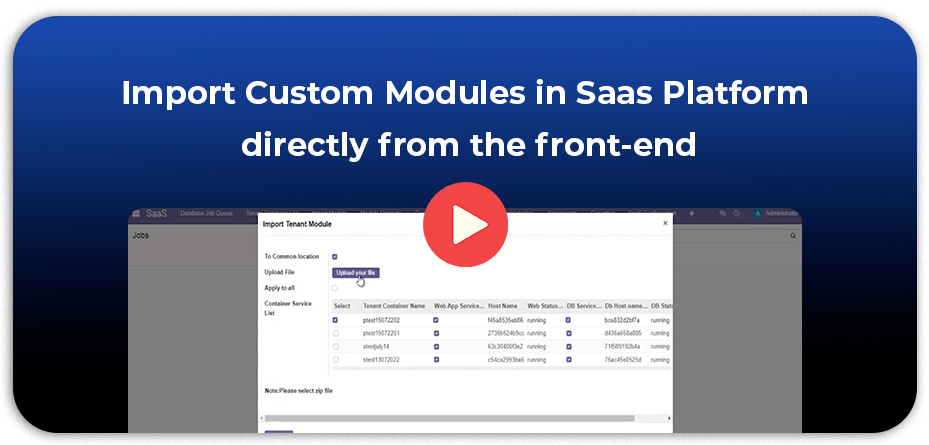 Import Custom Modules in Saas Platform
directly from the front-end
SaaS Database Job Queue
A Administrator
Jobs
Import Tenant Module ×
To Common location
Upload File Upload your file
Apply to all
Container Service List
Select Tenant Container Name Web App Service... Host Name Web Status... DB Service... Db Host name... DB Stat
ptest15072202 f45a8535eb86 running bce832d2bf7a running
ptest15072201 2736b524b9cc running d436a658a805 running
stestjuly14 63c30400f3e2 running 71f589192b4a running
stest13072022 c54ca2993be6 running 76ac45e0525d running
Note:Please select zip file